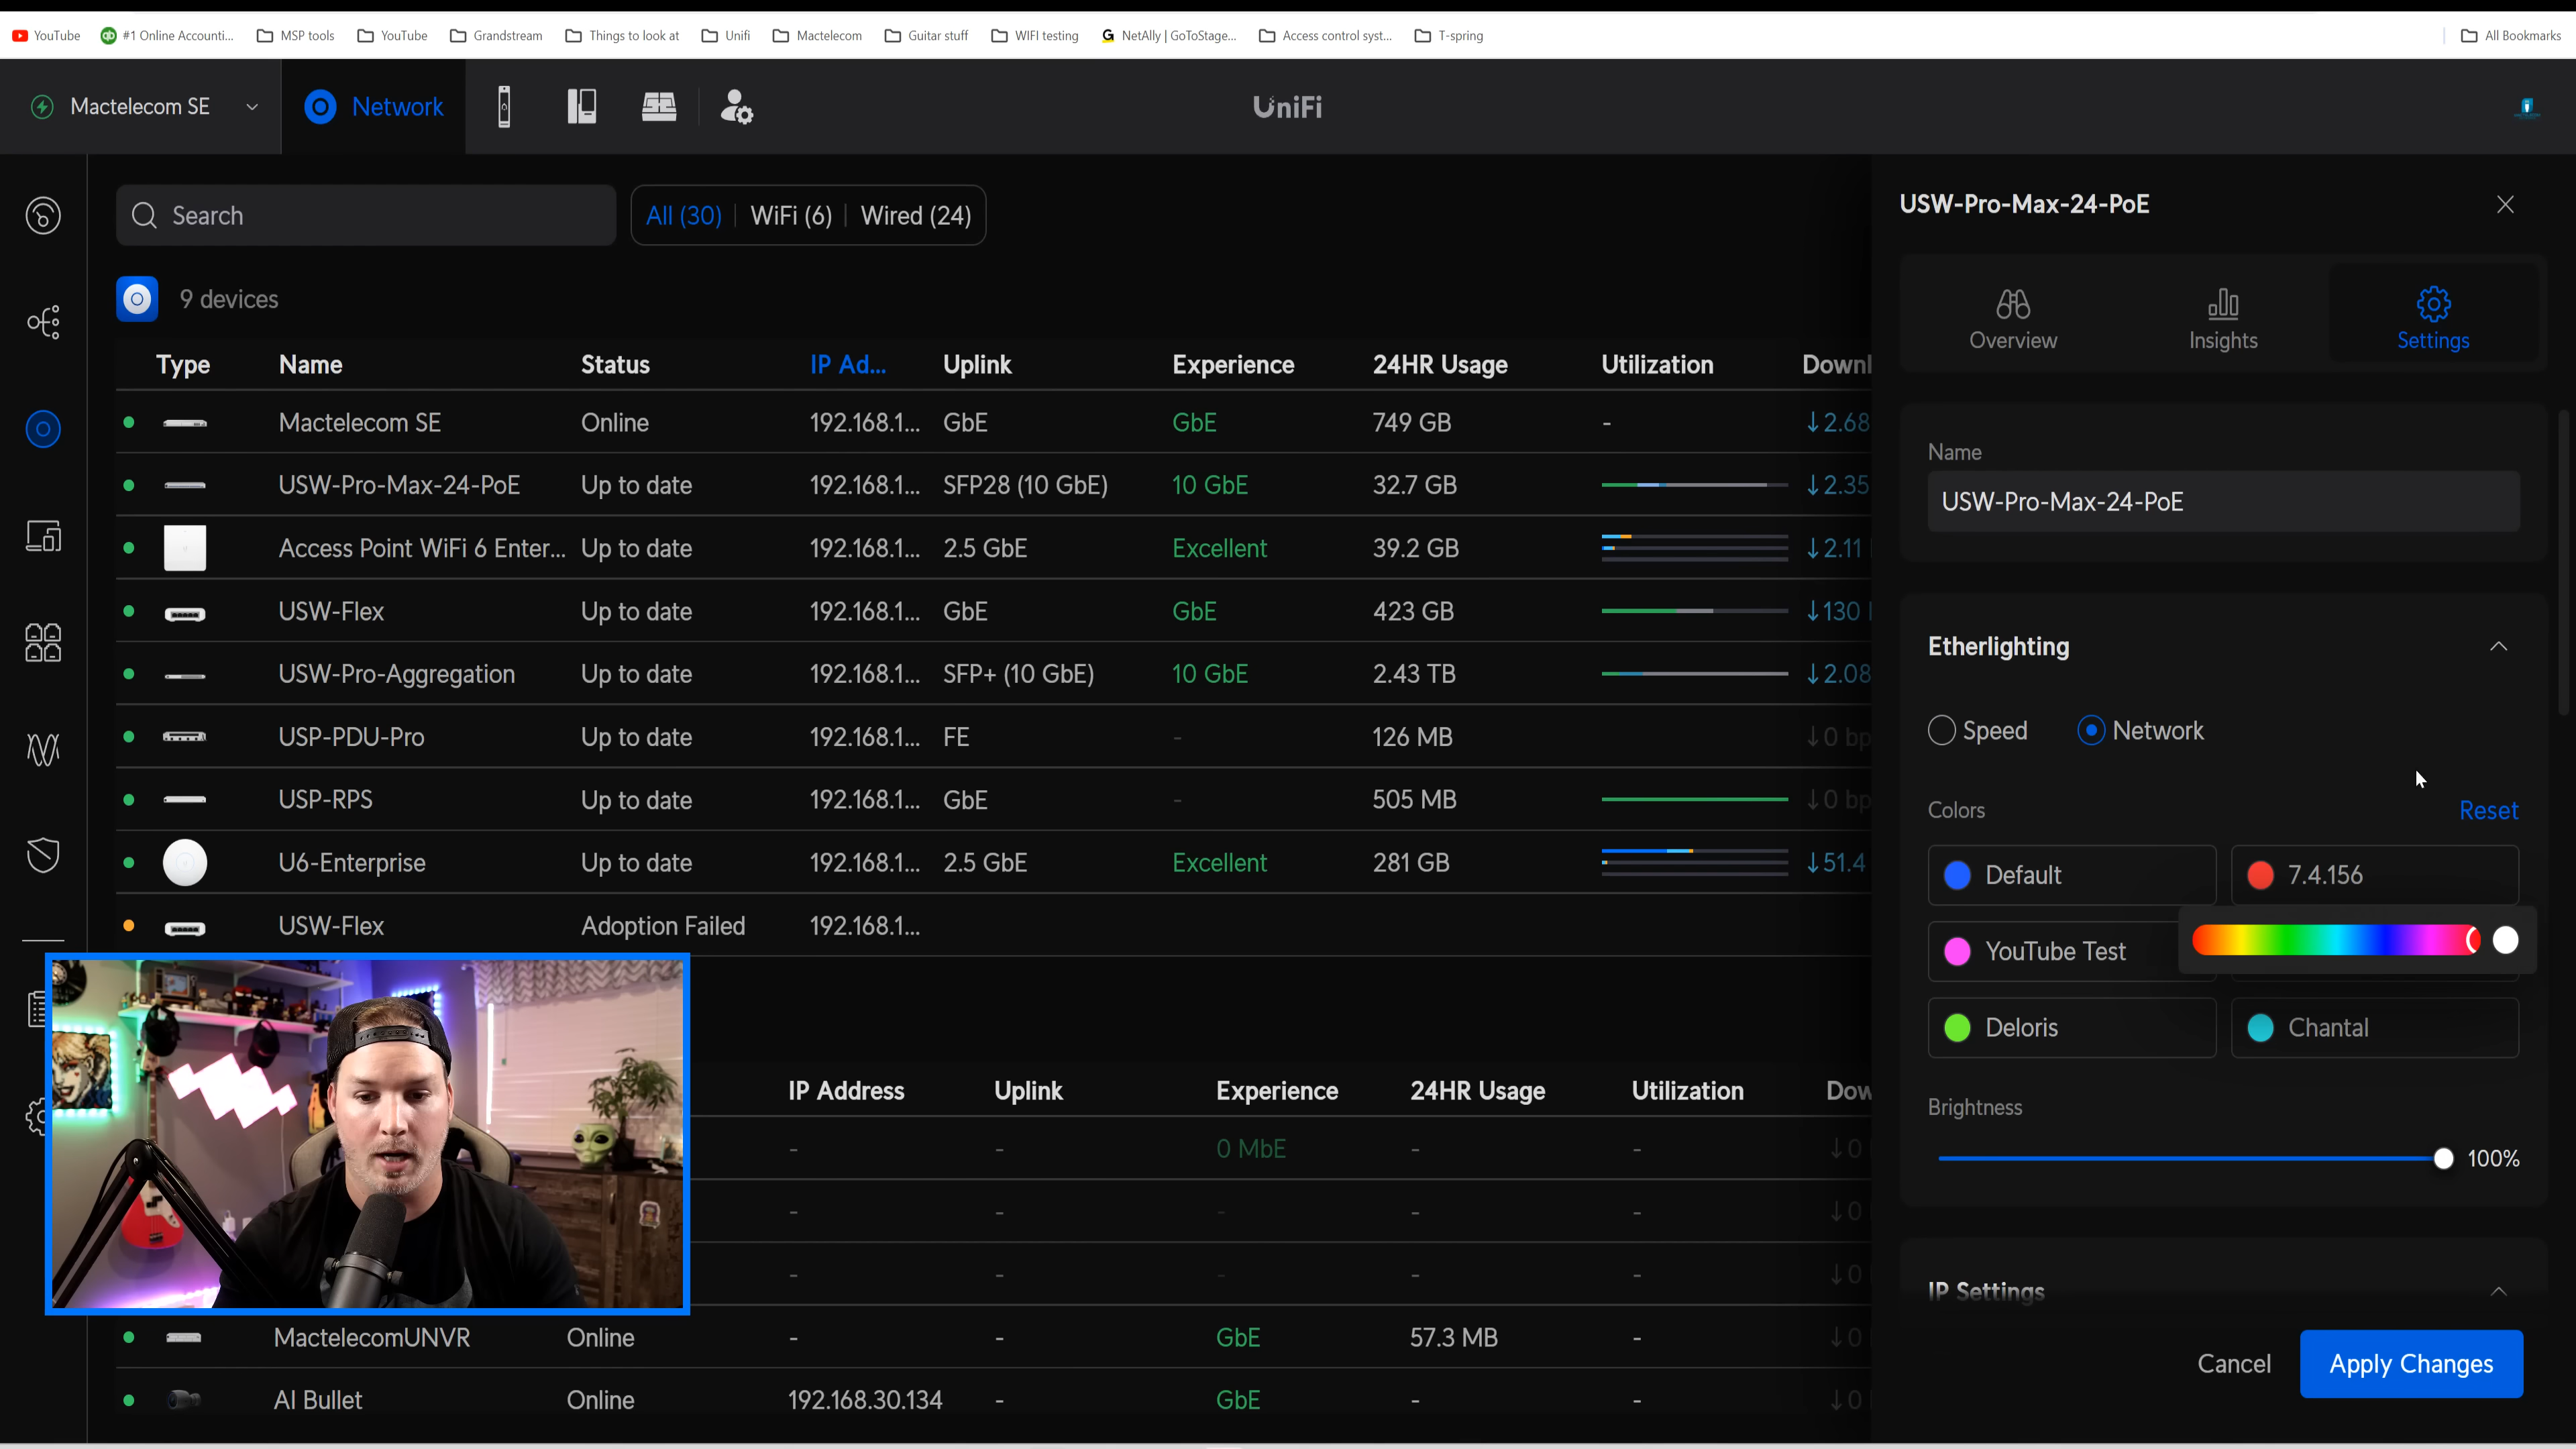 YouTube #1 Online Accounti... MSP tools YouTube Grandstream Things to look at Unifi Mactelecom Guitar stuff WIFI testing NetAlly | GoToStage... Access control syst... T-spring All Bookmarks
Mactelecom SE Network UniFi
Search All (30) WiFi (6) Wired (24)
9 devices
Type Name Status IP Ad... Uplink Experience 24HR Usage Utilization Downl
Mactelecom SE Online 192.168.1... GbE GbE 749 GB - ↓2.68
USW-Pro-Max-24-PoE Up to date 192.168.1... SFP28 (10 GbE) 10 GbE 32.7 GB ↓2.35
Access Point WiFi 6 Enter... Up to date 192.168.1... 2.5 GbE Excellent 39.2 GB ↓2.11
USW-Flex Up to date 192.168.1... GbE GbE 423 GB ↓130
USW-Pro-Aggregation Up to date 192.168.1... SFP+ (10 GbE) 10 GbE 2.43 TB ↓2.08
USP-PDU-Pro Up to date 192.168.1... FE - 126 MB ↓0 bp
USP-RPS Up to date 192.168.1... GbE - 505 MB ↓0 bp
U6-Enterprise Up to date 192.168.1... 2.5 GbE Excellent 281 GB ↓51.4
USW-Flex Adoption Failed 192.168.1...
IP Address Uplink Experience 24HR Usage Utilization Dow
- - 0 MbE - - ↓0
- - - - - ↓0
- - - - - ↓0
MactelecomUNVR Online - - GbE 57.3 MB - ↓0
AI Bullet Online 192.168.30.134 - GbE - - ↓0
USW-Pro-Max-24-PoE
Overview Insights Settings
Name
USW-Pro-Max-24-PoE
Etherlighting
Speed Network
Colors Reset
Default 7.4.156
YouTube Test
Deloris Chantal
Brightness
100%
IP Settings
Cancel Apply Changes